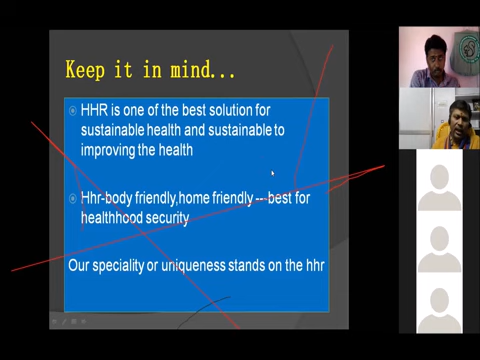 Keep it in mind...
HHR is one of the best solution for
sustainable health and sustainable to
improving the health
Hhr-body friendly,home friendly --best for
healthhood security
Our speciality or uniqueness stands on the hhr